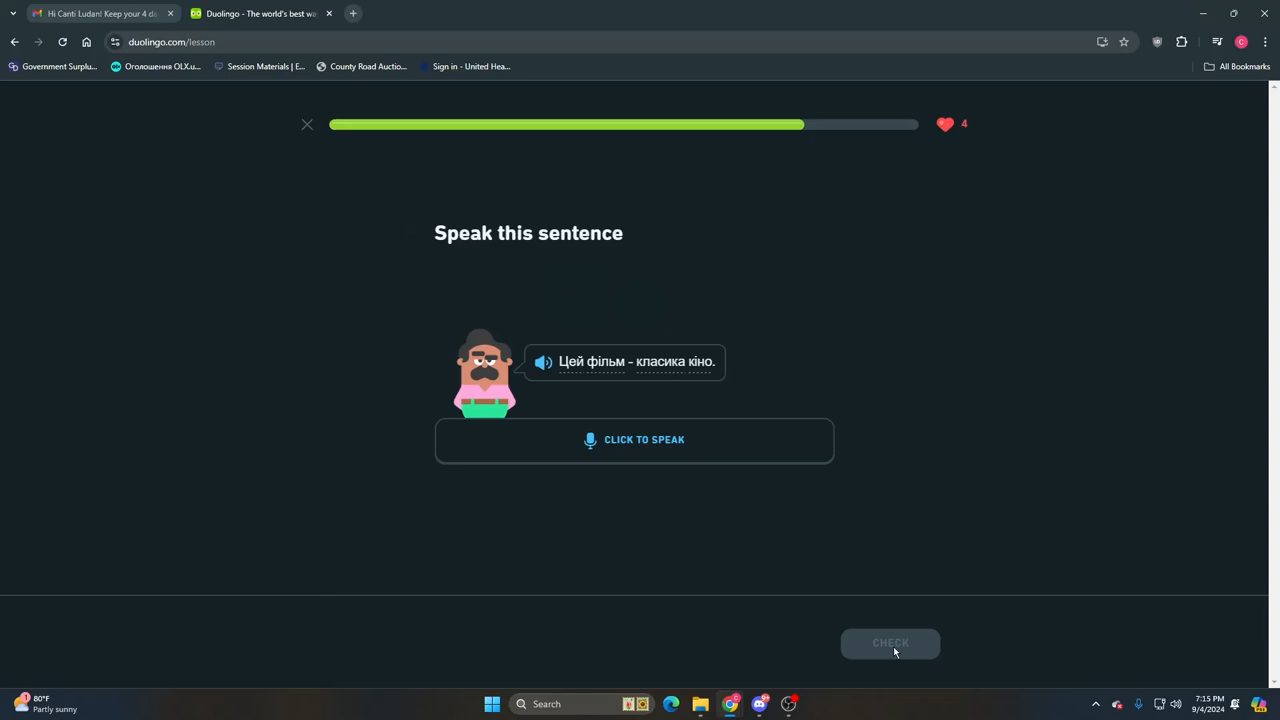 Hi Canti Ludan! Keep your 4 da
Duolingo - The world's best wa
duolingo.com/lesson
Government Surplu...
Оголошення OLX.u...
Session Materials | E...
County Road Auctio...
Sign in - United Hea...
All Bookmarks
4
Speak this sentence
Цей фільм - класика кіно.
CLICK TO SPEAK
CHECK
80°F
Partly sunny
Search
7:15 PM
9/4/2024